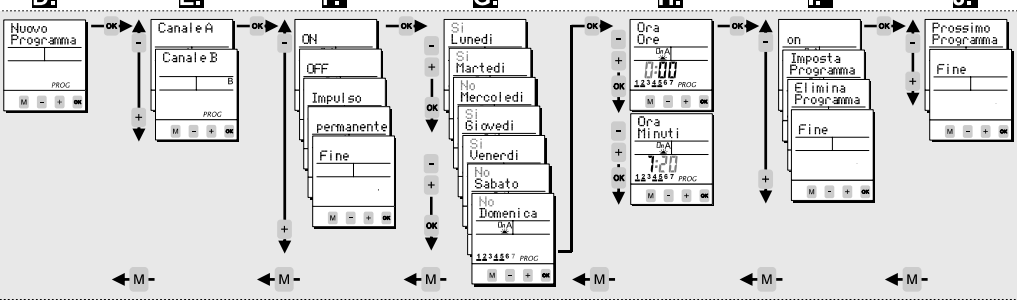 D.
Nuovo
Programma
PROG
M - + OK
OK
E.
Canale A
Canale B
B
PROG
M - + OK
-
+
M
OK
F.
ON
OFF
Impulso
permanente
Fine
M - + OK
-
+
M
OK
G.
Si
Lunedi
Si
Martedi
No
Mercoledi
Si
Giovedi
Si
Venerdi
No
Sabato
No
Domenica
OnA
1234567 PROG
M - + OK
-
+
OK
-
+
OK
M
OK
H.
Ora
Ore
OnA
0:00
1234567 PROG
M - + OK
Ora
Minuti
OnA
7:20
1234567 PROG
M - + OK
-
+
OK
-
+
OK
M
OK
I.
on
Imposta
Programma
Elimina
Programma
Fine
M - + OK
-
+
M
OK
J.
Prossimo
Programma
Fine
M - + OK
-
+
M